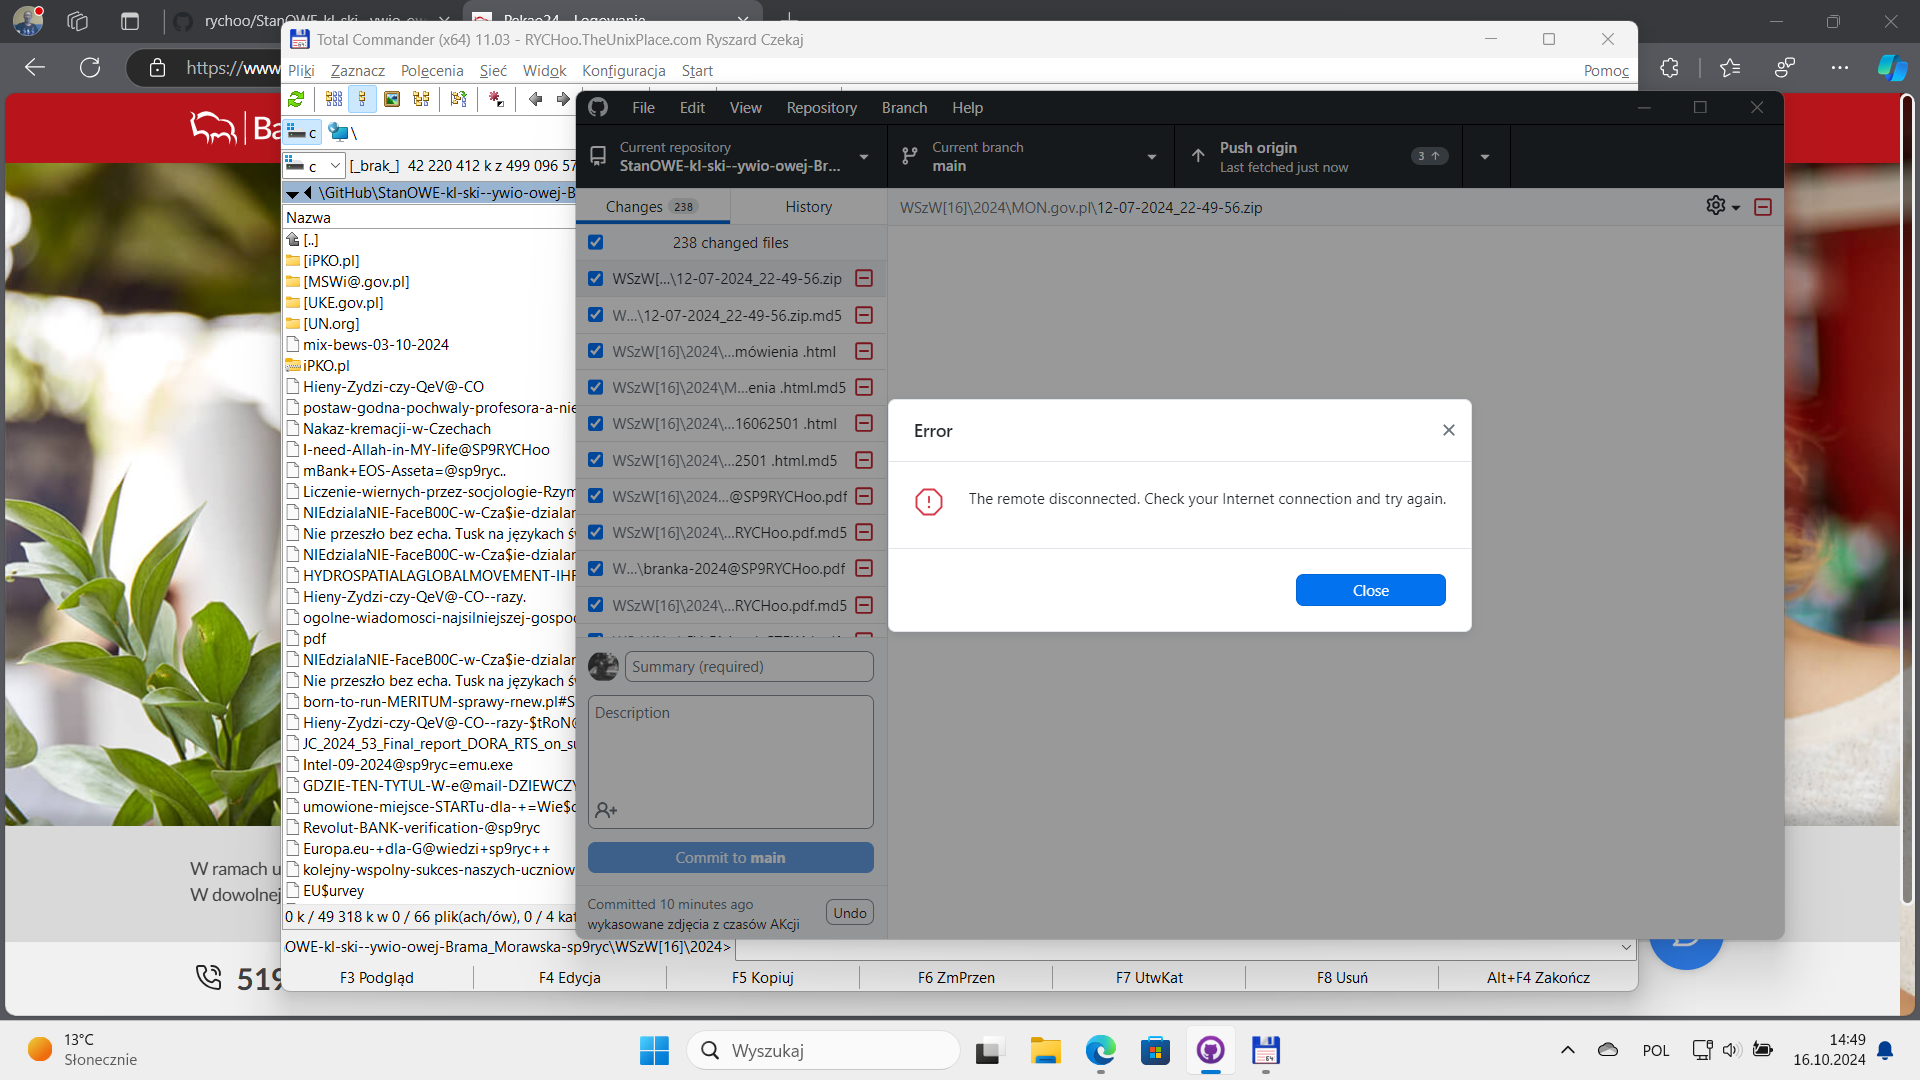 rychoo/StanOWE-kl-ski--ywio-ow
Pekao24 - Logowanie
https://www
Total Commander (x64) 11.03 - RYCHoo.TheUnixPlace.com Ryszard Czekaj
Pliki Zaznacz Polecenia Sieć Widok Konfiguracja Start Pomoc
Ba
c \
c [_brak_] 42 220 412 k z 499 096 57
\GitHub\StanOWE-kl-ski--ywio-owej-B
Nazwa
[..]
[iPKO.pl]
[MSWi@.gov.pl]
[UKE.gov.pl]
[UN.org]
mix-bews-03-10-2024
iPKO.pl
Hieny-Zydzi-czy-QeV@-CO
postaw-godna-pochwaly-profesora-a-nie
Nakaz-kremacji-w-Czechach
I-need-Allah-in-MY-life@SP9RYCHoo
mBank+EOS-Asseta=@sp9ryc..
Liczenie-wiernych-przez-socjologie-Rzym
NIEdzialaNIE-FaceB00C-w-Cza$ie-dzialar
Nie przeszło bez echa. Tusk na językach ś
NIEdzialaNIE-FaceB00C-w-Cza$ie-dzialar
HYDROSPATIALAGLOBALMOVEMENT-IHF
Hieny-Zydzi-czy-QeV@-CO--razy.
ogolne-wiadomosci-najsilniejszej-gospoc
pdf
NIEdzialaNIE-FaceB00C-w-Cza$ie-dzialar
Nie przeszło bez echa. Tusk na językach ś
born-to-run-MERITUM-sprawy-rnew.pl#S
Hieny-Zydzi-czy-QeV@-CO--razy-$tRoN@
JC_2024_53_Final_report_DORA_RTS_on_su
Intel-09-2024@sp9ryc=emu.exe
GDZIE-TEN-TYTUL-W-e@mail-DZIEWCZY
umowione-miejsce-STARTu-dla-+=Wie$c
Revolut-BANK-verification-@sp9ryc
Europa.eu-+dla-G@wiedzi+sp9ryc++
kolejny-wspolny-sukces-naszych-uczniow
EU$urvey
0 k / 49 318 k w 0 / 66 plik(ach/ów), 0 / 4 kat
OWE-kl-ski--ywio-owej-Brama_Morawska-sp9ryc\WSzW[16]\2024>
F3 Podgląd F4 Edycja F5 Kopiuj F6 ZmPrzen F7 UtwKat F8 Usuń Alt+F4 Zakończ
File Edit View Repository Branch Help
Current repository
StanOWE-kl-ski--ywio-owej-Br...
Current branch
main
Push origin
Last fetched just now
3
Changes 238
History
WSzW[16]\2024\MON.gov.pl\12-07-2024_22-49-56.zip
238 changed files
WSzW[...\12-07-2024_22-49-56.zip
W...\12-07-2024_22-49-56.zip.md5
WSzW[16]\2024\...mówienia .html
WSzW[16]\2024\M...enia .html.md5
WSzW[16]\2024\...16062501 .html
WSzW[16]\2024\...2501 .html.md5
WSzW[16]\2024...@SP9RYCHoo.pdf
WSzW[16]\2024\...RYCHoo.pdf.md5
W...\branka-2024@SP9RYCHoo.pdf
WSzW[16]\2024\...RYCHoo.pdf.md5
Summary (required)
Description
Commit to main
Committed 10 minutes ago
wykasowane zdjęcia z czasów AKcji
Undo
Error
The remote disconnected. Check your Internet connection and try again.
Close
W ramach u
W dowolnej
519
13°C
Słonecznie
Wyszukaj
64
POL
14:49
16.10.2024